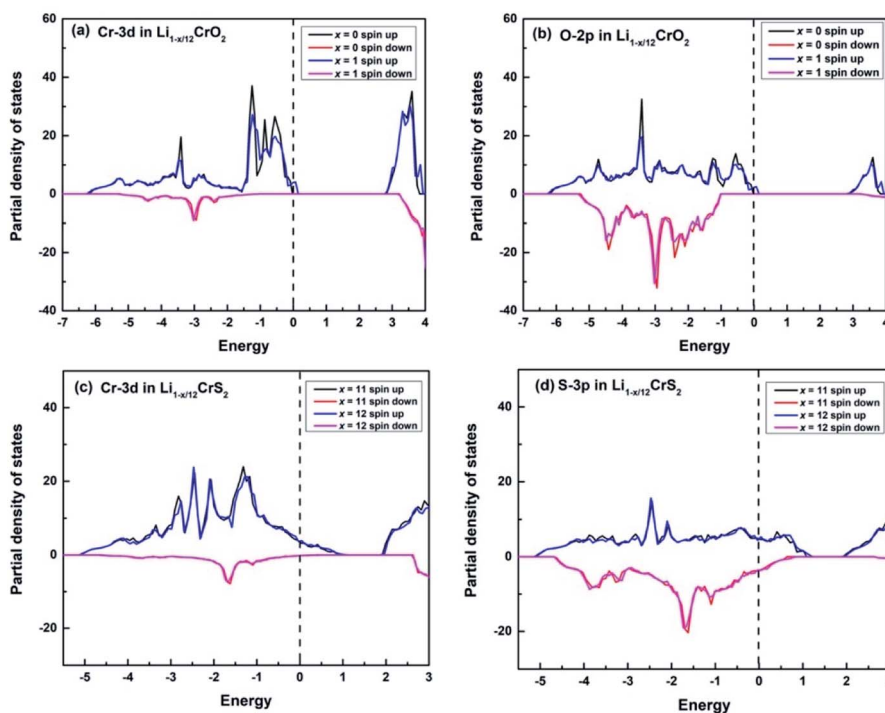 (a) Cr-3d in Li1-x/12CrO2
x = 0 spin up
x = 0 spin down
x = 1 spin up
x = 1 spin down
Partial density of states
60
40
20
0
-20
-40
-7 -6 -5 -4 -3 -2 -1 0 1 2 3 4
Energy
(b) O-2p in Li1-x/12CrO2
x = 0 spin up
x = 0 spin down
x = 1 spin up
x = 1 spin down
Partial density of states
60
40
20
0
-20
-40
-7 -6 -5 -4 -3 -2 -1 0 1 2 3
Energy
(c) Cr-3d in Li1-x/12CrS2
x = 11 spin up
x = 11 spin down
x = 12 spin up
x = 12 spin down
Partial density of states
40
20
0
-20
-5 -4 -3 -2 -1 0 1 2 3
Energy
(d) S-3p in Li1-x/12CrS2
x = 11 spin up
x = 11 spin down
x = 12 spin up
x = 12 spin down
Partial density of states
40
20
0
-20
-5 -4 -3 -2 -1 0 1 2
Energy